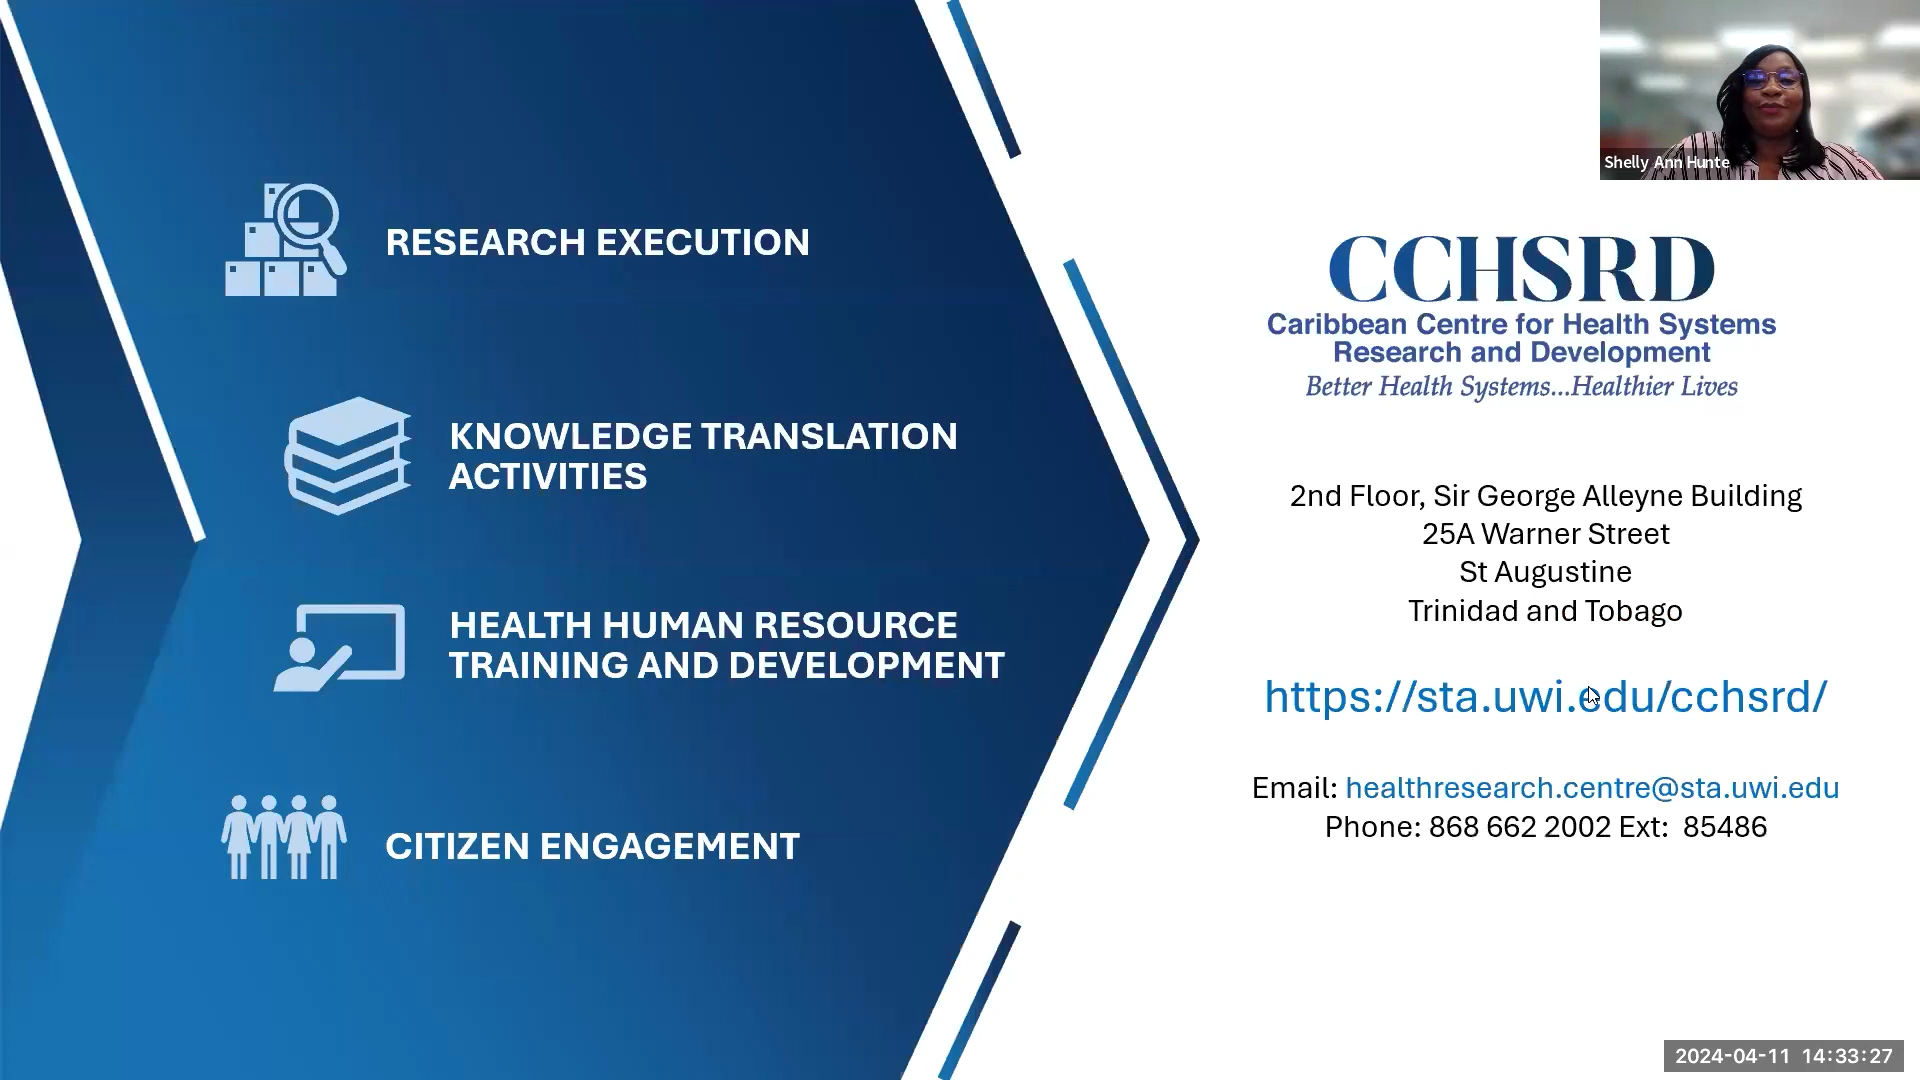 RESEARCH EXECUTION
KNOWLEDGE TRANSLATION
ACTIVITIES
HEALTH HUMAN RESOURCE
TRAINING AND DEVELOPMENT
CITIZEN ENGAGEMENT
Shelly Ann Hunte
CCHSRD
Caribbean Centre for Health Systems
Research and Development
Better Health Systems...Healthier Lives
2nd Floor, Sir George Alleyne Building
25A Warner Street
St Augustine
Trinidad and Tobago
https://sta.uwi.edu/cchsrd/
Email: healthresearch.centre@sta.uwi.edu
Phone: 868 662 2002 Ext: 85486
2024-04-11 14:33:27